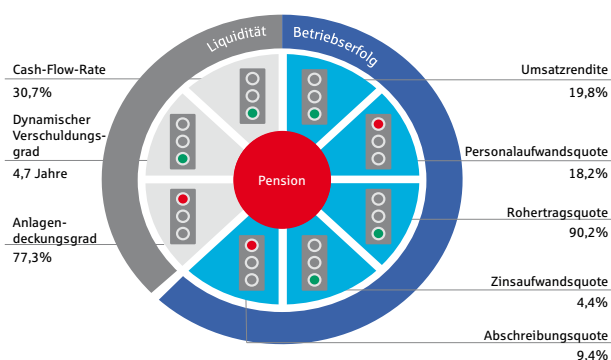 Liquidität
Betriebserfolg
Cash-Flow-Rate
30,7%
Dynamischer
Verschuldungs-
grad
4,7 Jahre
Anlagen-
deckungsgrad
77,3%
Pension
Umsatzrendite
19,8%
Personalaufwandsquote
18,2%
Rohertragsquote
90,2%
Zinsaufwandsquote
4,4%
Abschreibungsquote
9,4%